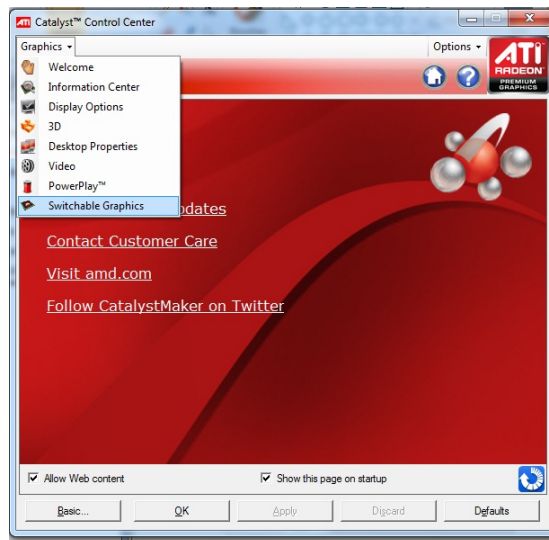 Catalyst™ Control Center
Graphics
Options
Welcome
Information Center
Display Options
3D
Desktop Properties
Video
PowerPlay™
Switchable Graphics
ATI
RADEON
PREMIUM
GRAPHICS
dates
Contact Customer Care
Visit amd.com
Follow CatalystMaker on Twitter
Allow Web content
Show this page on startup
Basic...
OK
Apply
Discard
Defaults